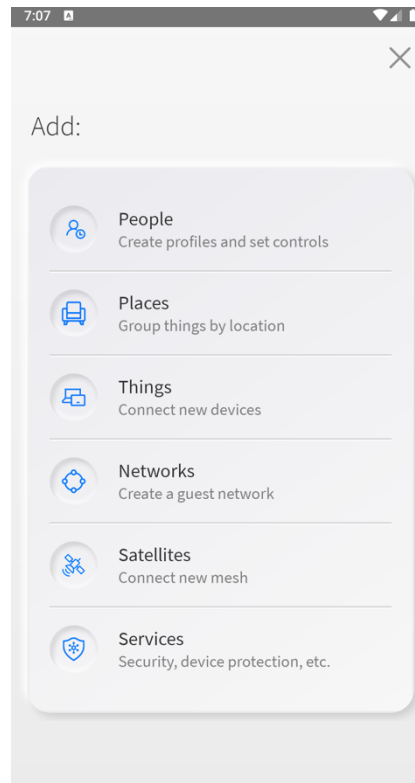 7:07
Add:
People
Create profiles and set controls
Places
Group things by location
Things
Connect new devices
Networks
Create a guest network
Satellites
Connect new mesh
Services
Security, device protection, etc.